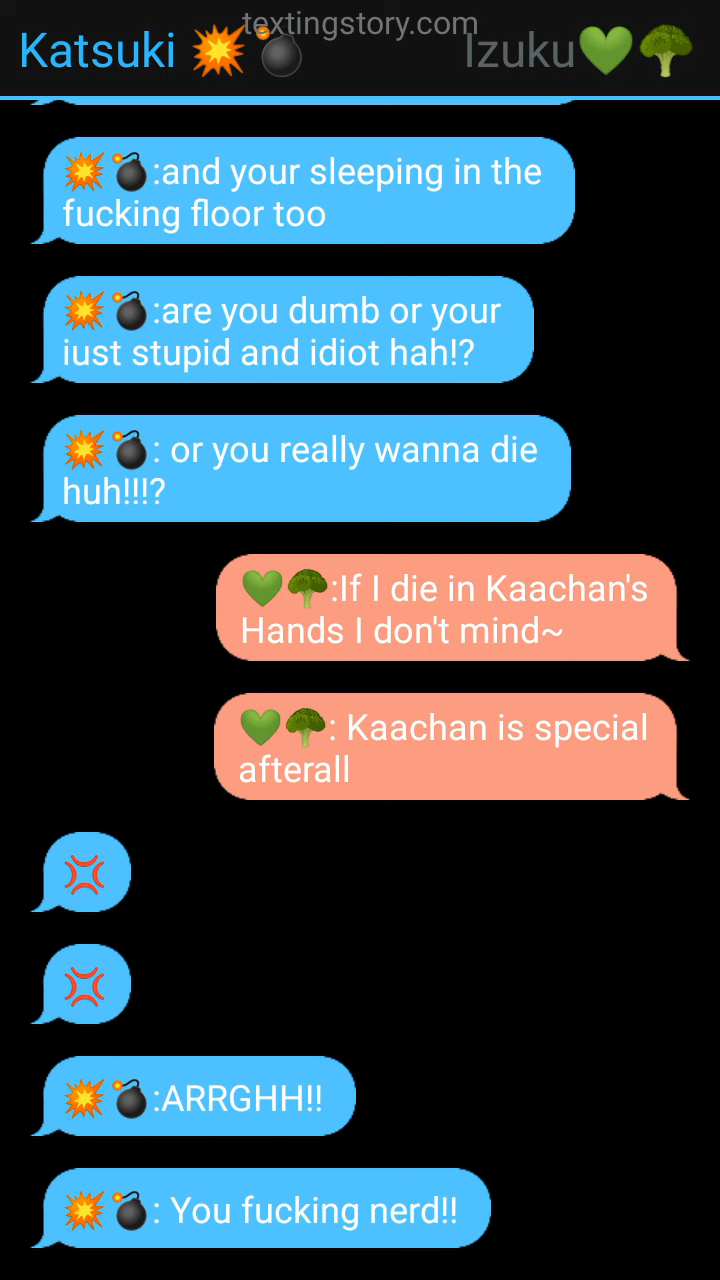 textingstory.com
Katsuki 💥💣 Izuku💚🥦
💥💣:and your sleeping in the
fucking floor too
💥💣:are you dumb or your
iust stupid and idiot hah!?
💥💣: or you really wanna die
huh!!!?
💚🥦:If I die in Kaachan's
Hands I don't mind~
💚🥦: Kaachan is special
afterall
💢
💢
💥💣:ARRGHH!!
💥💣: You fucking nerd!!